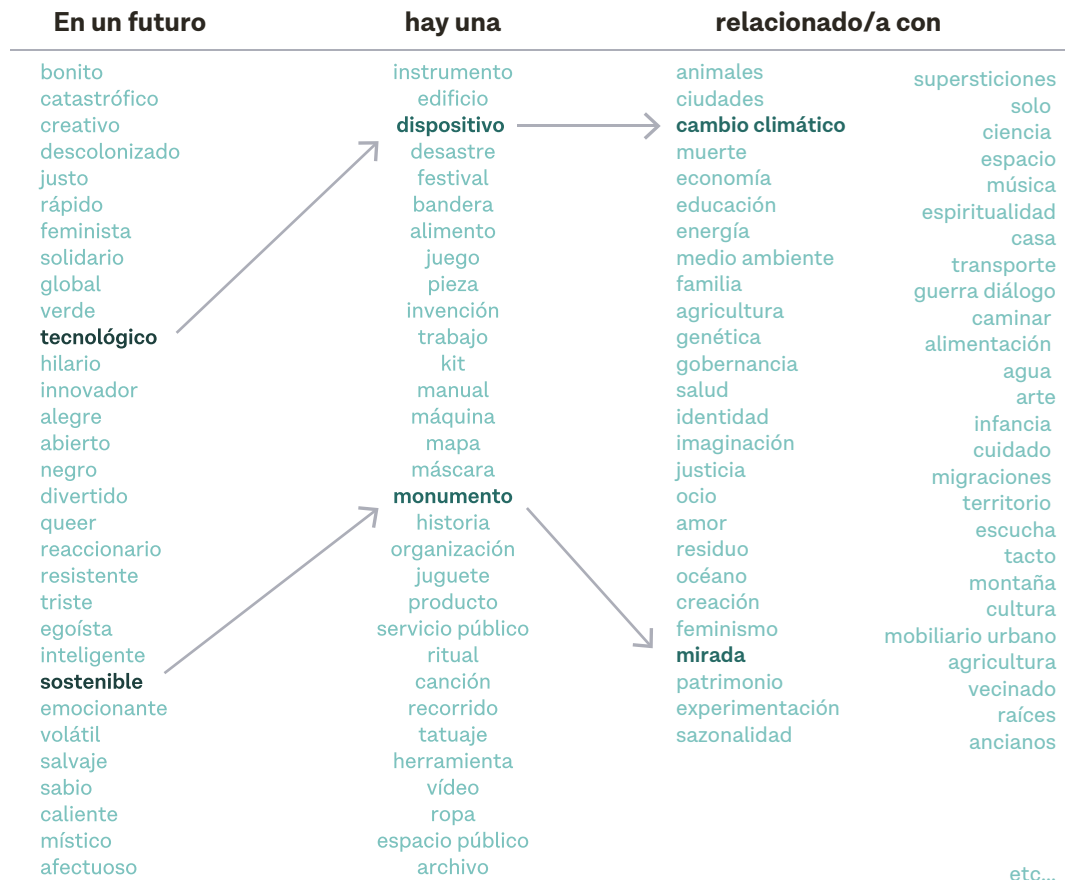 En un futuro
hay una
relacionado/a con
bonito
catastrófico
creativo
descolonizado
justo
rápido
feminista
solidario
global
verde
tecnológico
hilario
innovador
alegre
abierto
negro
divertido
queer
reaccionario
resistente
triste
egoísta
inteligente
sostenible
emocionante
volátil
salvaje
sabio
caliente
místico
afectuoso
instrumento
edificio
dispositivo
desastre
festival
bandera
alimento
juego
pieza
invención
trabajo
kit
manual
máquina
mapa
máscara
monumento
historia
organización
juguete
producto
servicio público
ritual
canción
recorrido
tatuaje
herramienta
vídeo
ropa
espacio público
archivo
animales
ciudades
cambio climático
muerte
economía
educación
energía
medio ambiente
familia
agricultura
genética
gobernancia
salud
identidad
imaginación
justicia
ocio
amor
residuo
océano
creación
feminismo
mirada
patrimonio
experimentación
sazonalidad
supersticiones
solo
ciencia
espacio
música
espiritualidad
casa
transporte
guerra diálogo
caminar
alimentación
agua
arte
infancia
cuidado
migraciones
territorio
escucha
tacto
montaña
cultura
mobiliario urbano
agricultura
vecinado
raíces
ancianos
etc...